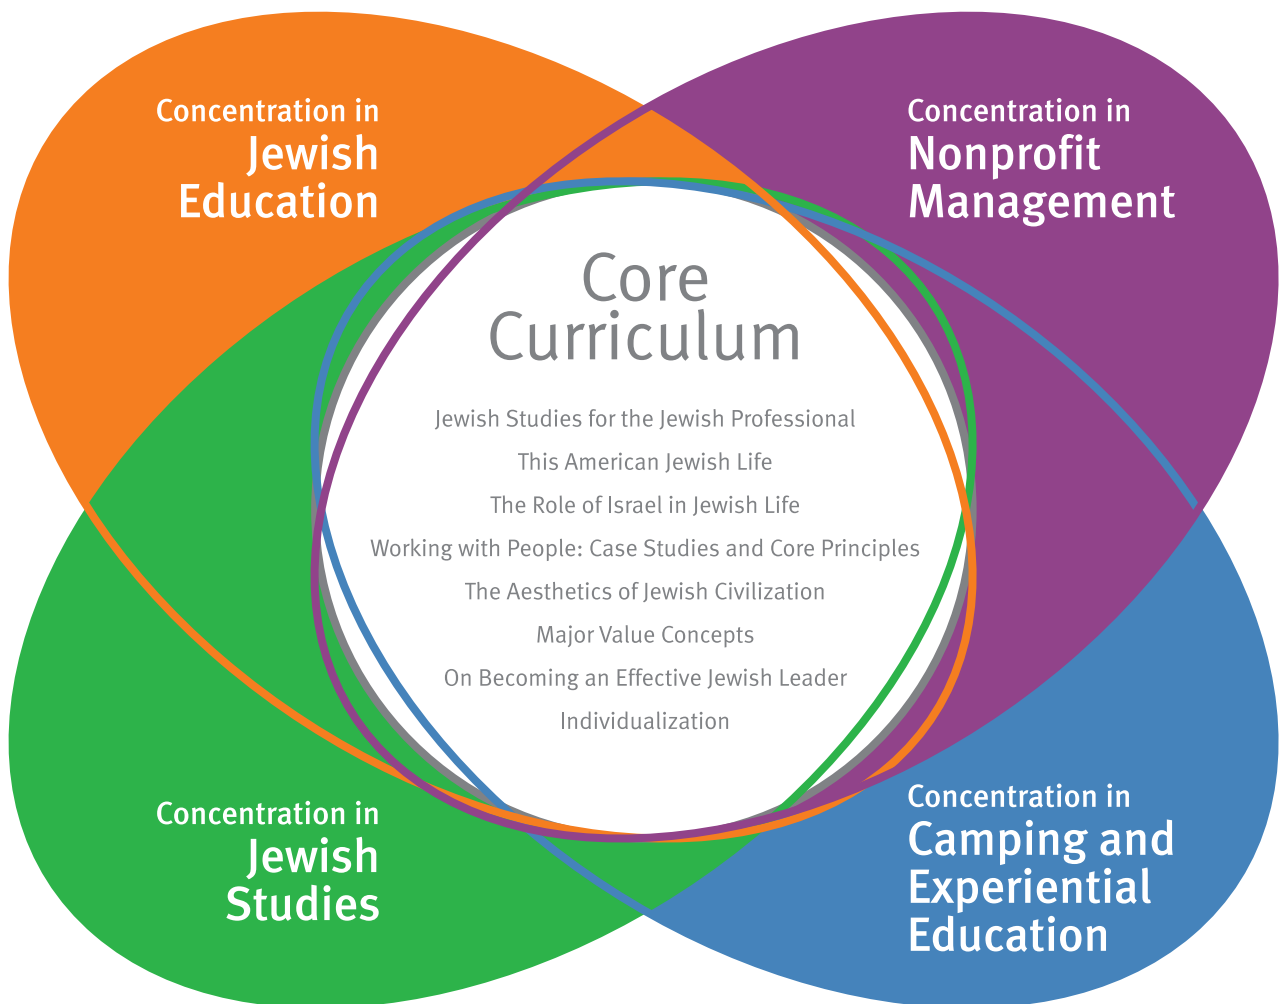 Concentration in
Jewish
Education
Concentration in
Nonprofit
Management
Core
Curriculum
Jewish Studies for the Jewish Professional
This American Jewish Life
The Role of Israel in Jewish Life
Working with People: Case Studies and Core Principles
The Aesthetics of Jewish Civilization
Major Value Concepts
On Becoming an Effective Jewish Leader
Individualization
Concentration in
Jewish
Studies
Concentration in
Camping and
Experiential
Education